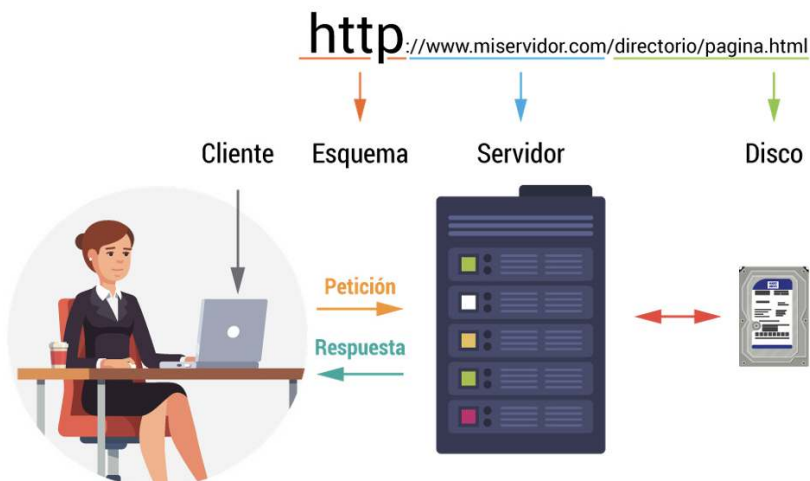 http://www.miservidor.com/directorio/pagina.html
Cliente
Esquema
Servidor
Disco
Petición
Respuesta